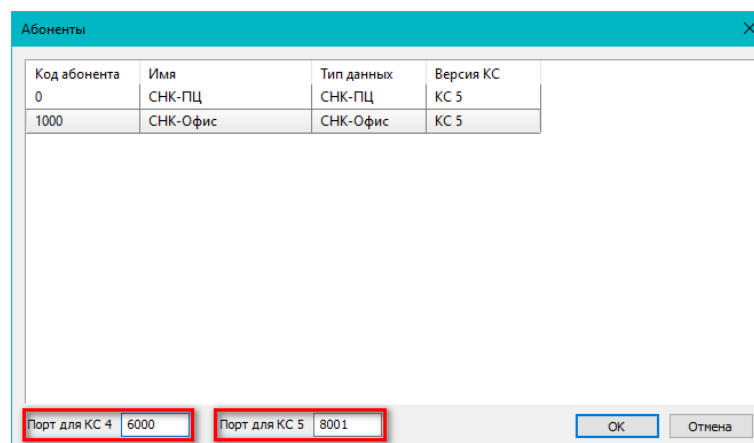 Абоненты
Код абонента Имя Тип данных Версия КС
0 СНК-ПЦ СНК-ПЦ КС 5
1000 СНК-Офис СНК-Офис КС 5
Порт для КС 4 6000 Порт для КС 5 8001 ОК Отмена